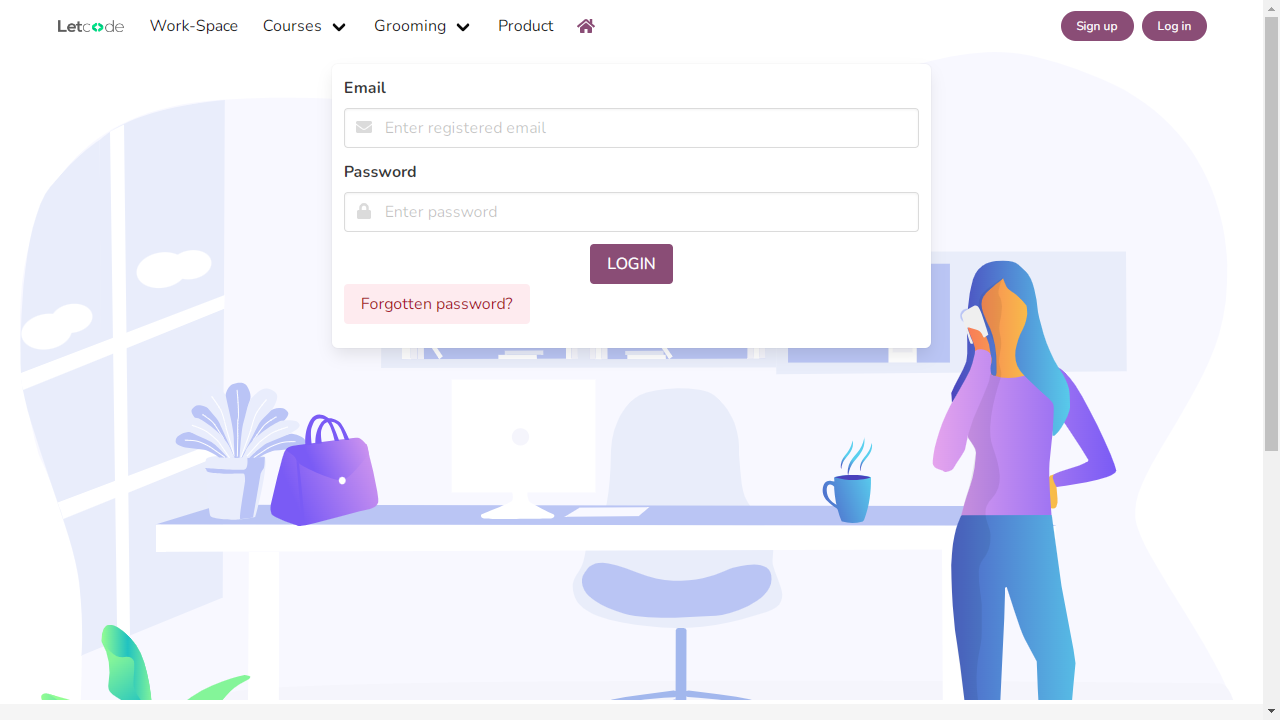 Letcode Work-Space Courses Grooming Product Sign up Log in
Email
Enter registered email
Password
Enter password
LOGIN
Forgotten password?